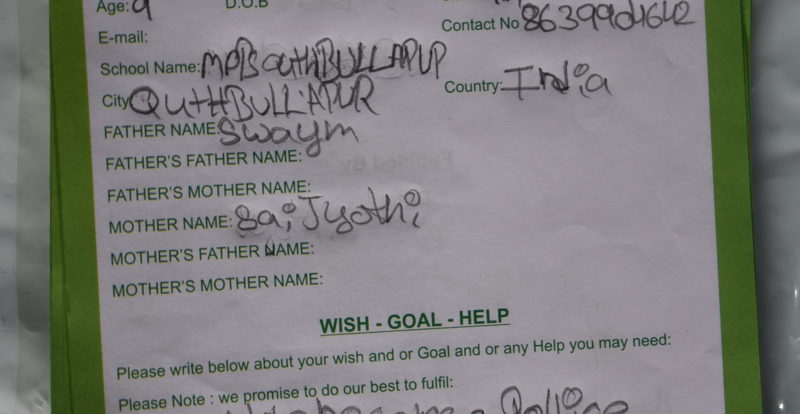 Age: 9 D.O.B
Contact No 8639904642
E-mail:
School Name: MPPSQuthBULLAPUP
City QUtHBULLAPUR Country: India
FATHER NAME: Swaym
FATHER'S FATHER NAME:
FATHER'S MOTHER NAME:
MOTHER NAME: Sai Jyothi
MOTHER'S FATHER NAME:
MOTHER'S MOTHER NAME:
WISH - GOAL - HELP
Please write below about your wish and or Goal and or any Help you may need:
Please Note : we promise to do our best to fulfil:
Police